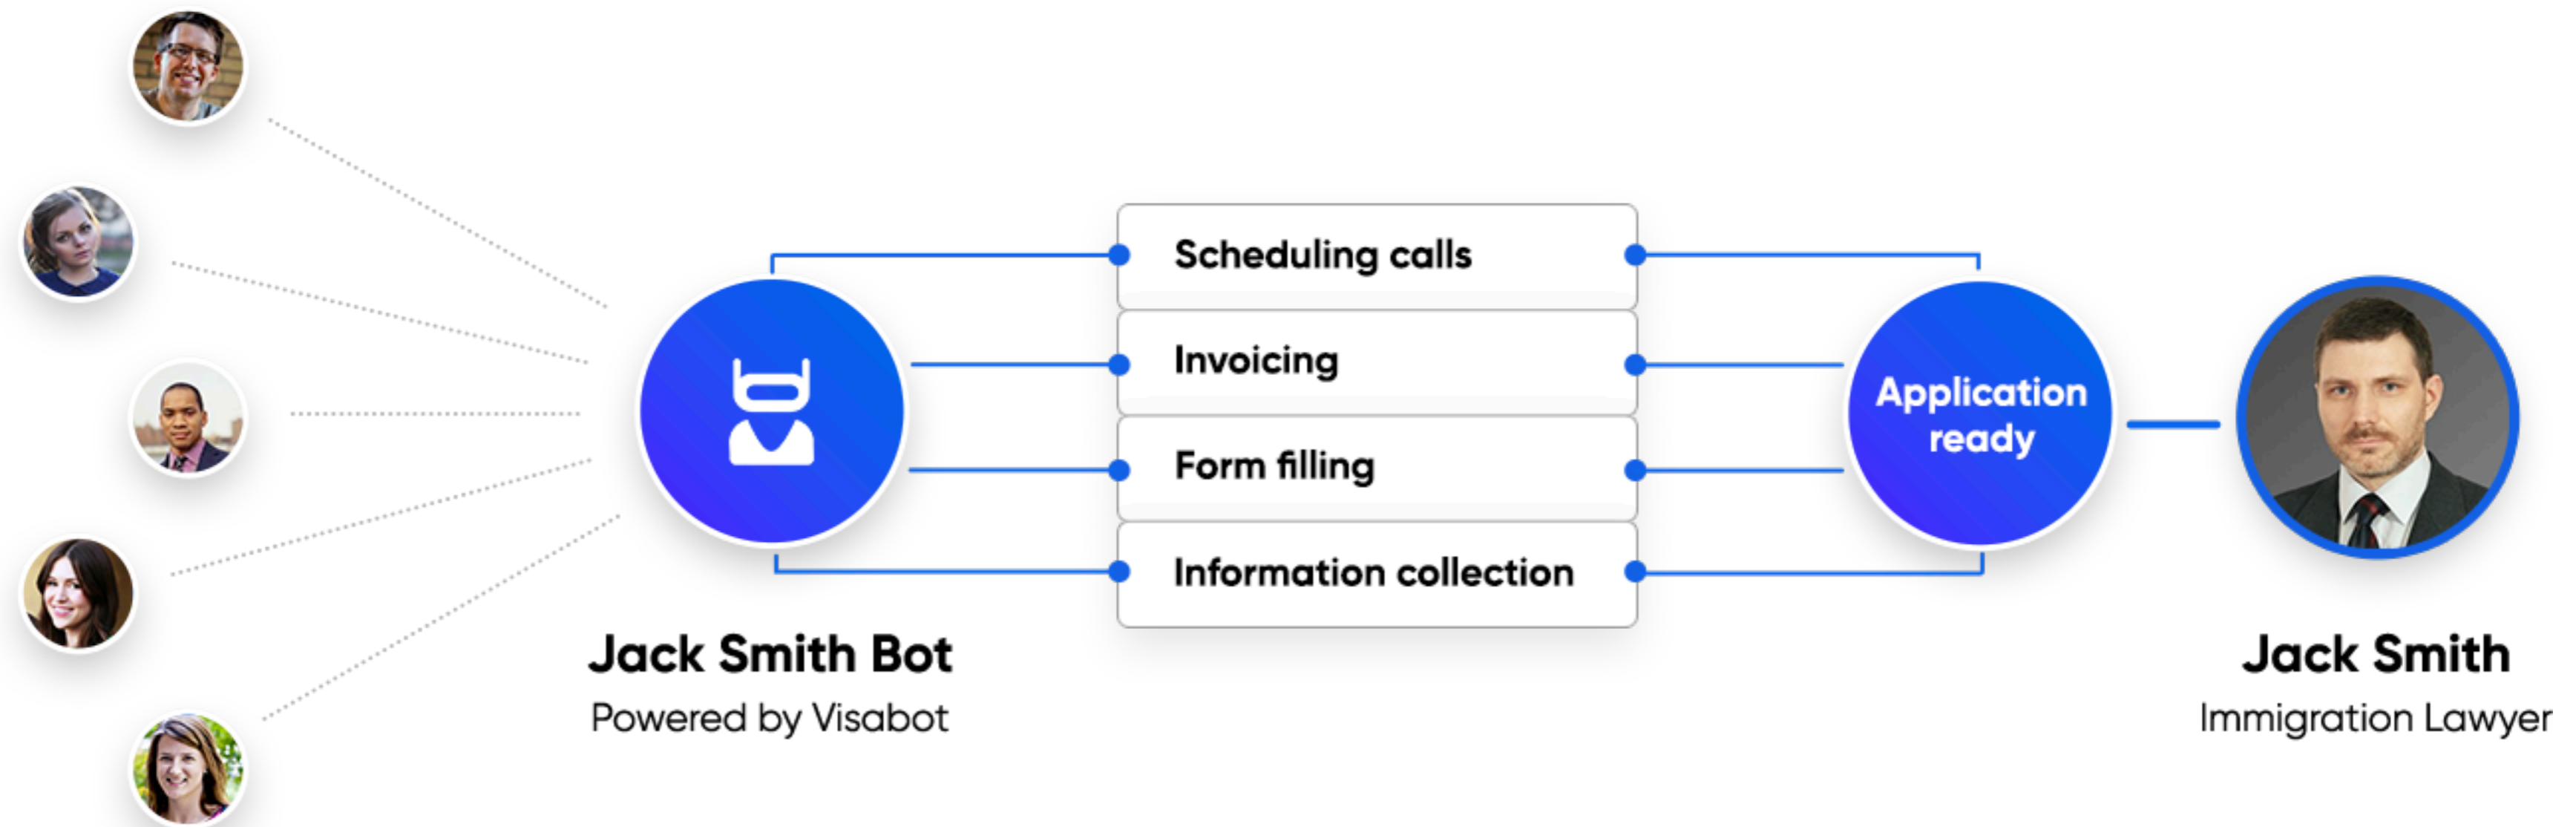 Scheduling calls
Invoicing
Form filling
Information collection
Application
ready
Jack Smith Bot
Powered by Visabot
Jack Smith
Immigration Lawyer